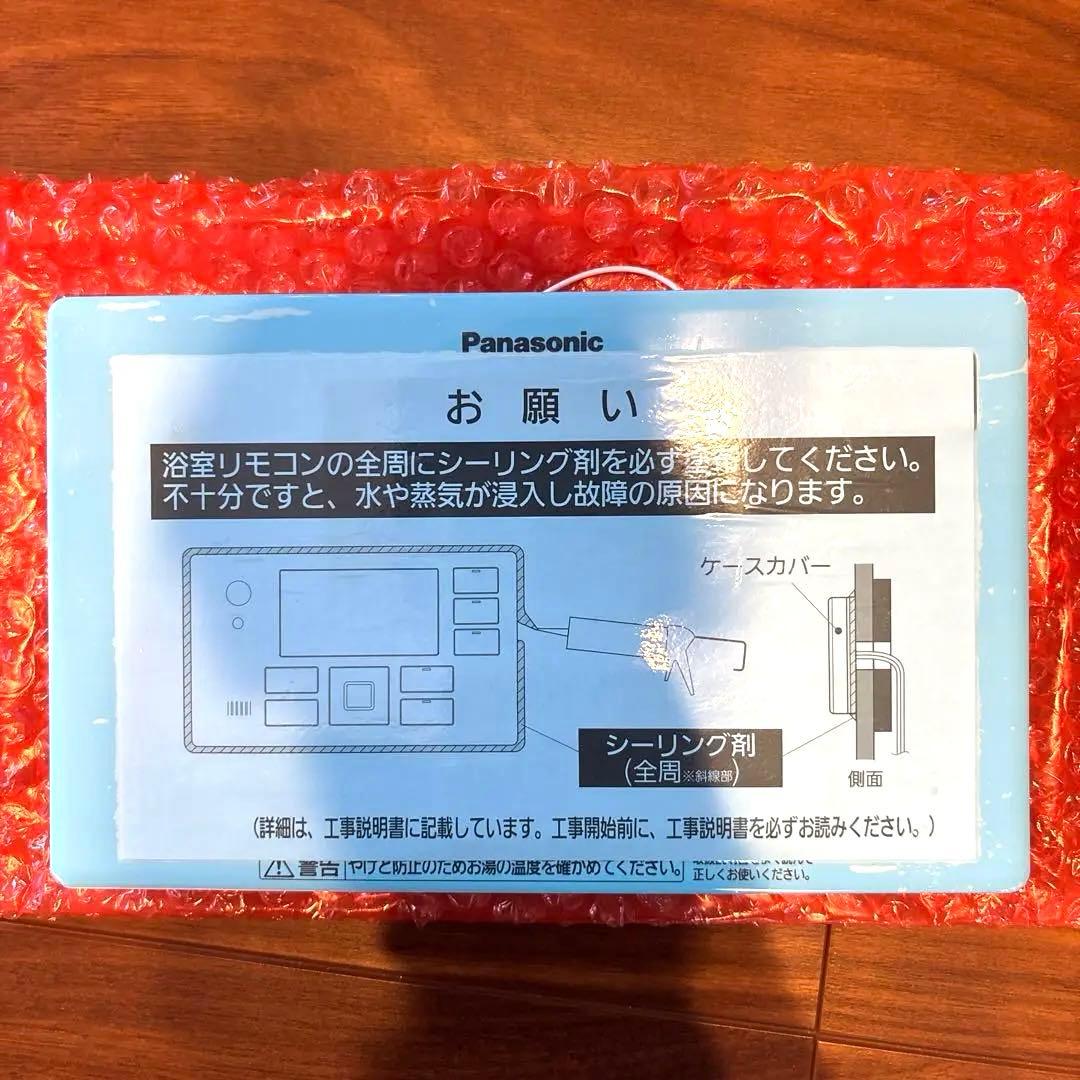 Panasonic
お願い
浴室リモコンの全周にシーリング剤を必ず塗布してください。
不十分ですと、水や蒸気が浸入し故障の原因になります。
ケースカバー
シーリング剤
(全周※斜線部)
側面
(詳細は、工事説明書に記載しています。工事開始前に、工事説明書を必ずお読みください。)
警告 やけど防止のためお湯の温度を確かめてください。
正しくお使いください。